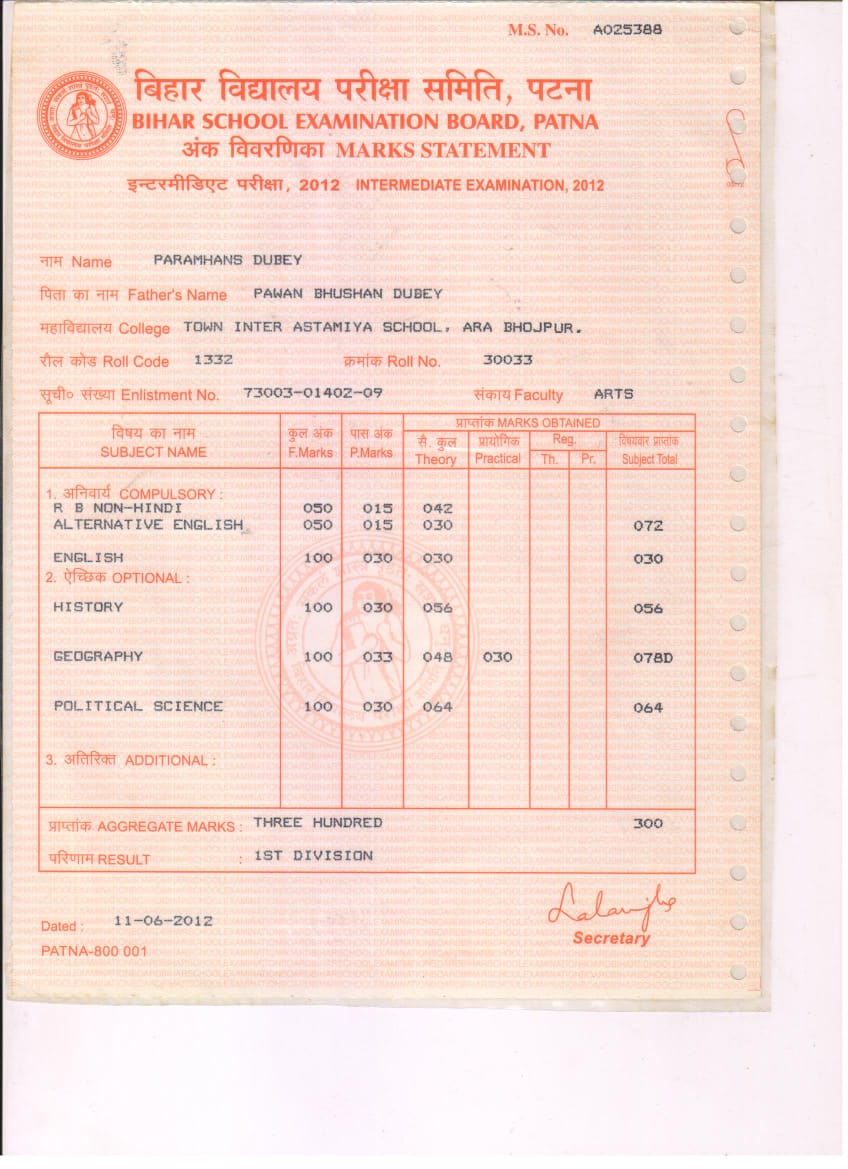 M.S. No. A025388
बिहार विद्यालय परीक्षा समिति, पटना
BIHAR SCHOOL EXAMINATION BOARD, PATNA
अंक विवरणिका MARKS STATEMENT
इन्टरमीडिएट परीक्षा, 2012 INTERMEDIATE EXAMINATION, 2012
नाम Name PARAMHANS DUBEY
पिता का नाम Father's Name PAWAN BHUSHAN DUBEY
महाविद्यालय College TOWN INTER ASTAMIYA SCHOOL, ARA BHOJPUR.
रौल कोड Roll Code 1332 क्रमांक Roll No. 30033
सूची० संख्या Enlistment No. 73003-01402-09 संकाय Faculty ARTS
विषय का नाम कुल अंक पास अंक प्राप्तांक MARKS OBTAINED
SUBJECT NAME F.Marks P.Marks सै. कुल प्रायोगिक Reg. विषयवार प्राप्तांक
Theory Practical Th. Pr. Subject Total
1. अनिवार्य COMPULSORY :
R B NON-HINDI 050 015 042
ALTERNATIVE ENGLISH 050 015 030 072
ENGLISH 100 030 030 030
2. ऐच्छिक OPTIONAL :
HISTORY 100 030 056 056
GEOGRAPHY 100 033 048 030 078D
POLITICAL SCIENCE 100 030 064 064
3. अतिरिक्त ADDITIONAL :
प्राप्तांक AGGREGATE MARKS : THREE HUNDRED 300
परिणाम RESULT : 1ST DIVISION
Dated : 11-06-2012
Secretary
PATNA-800 001